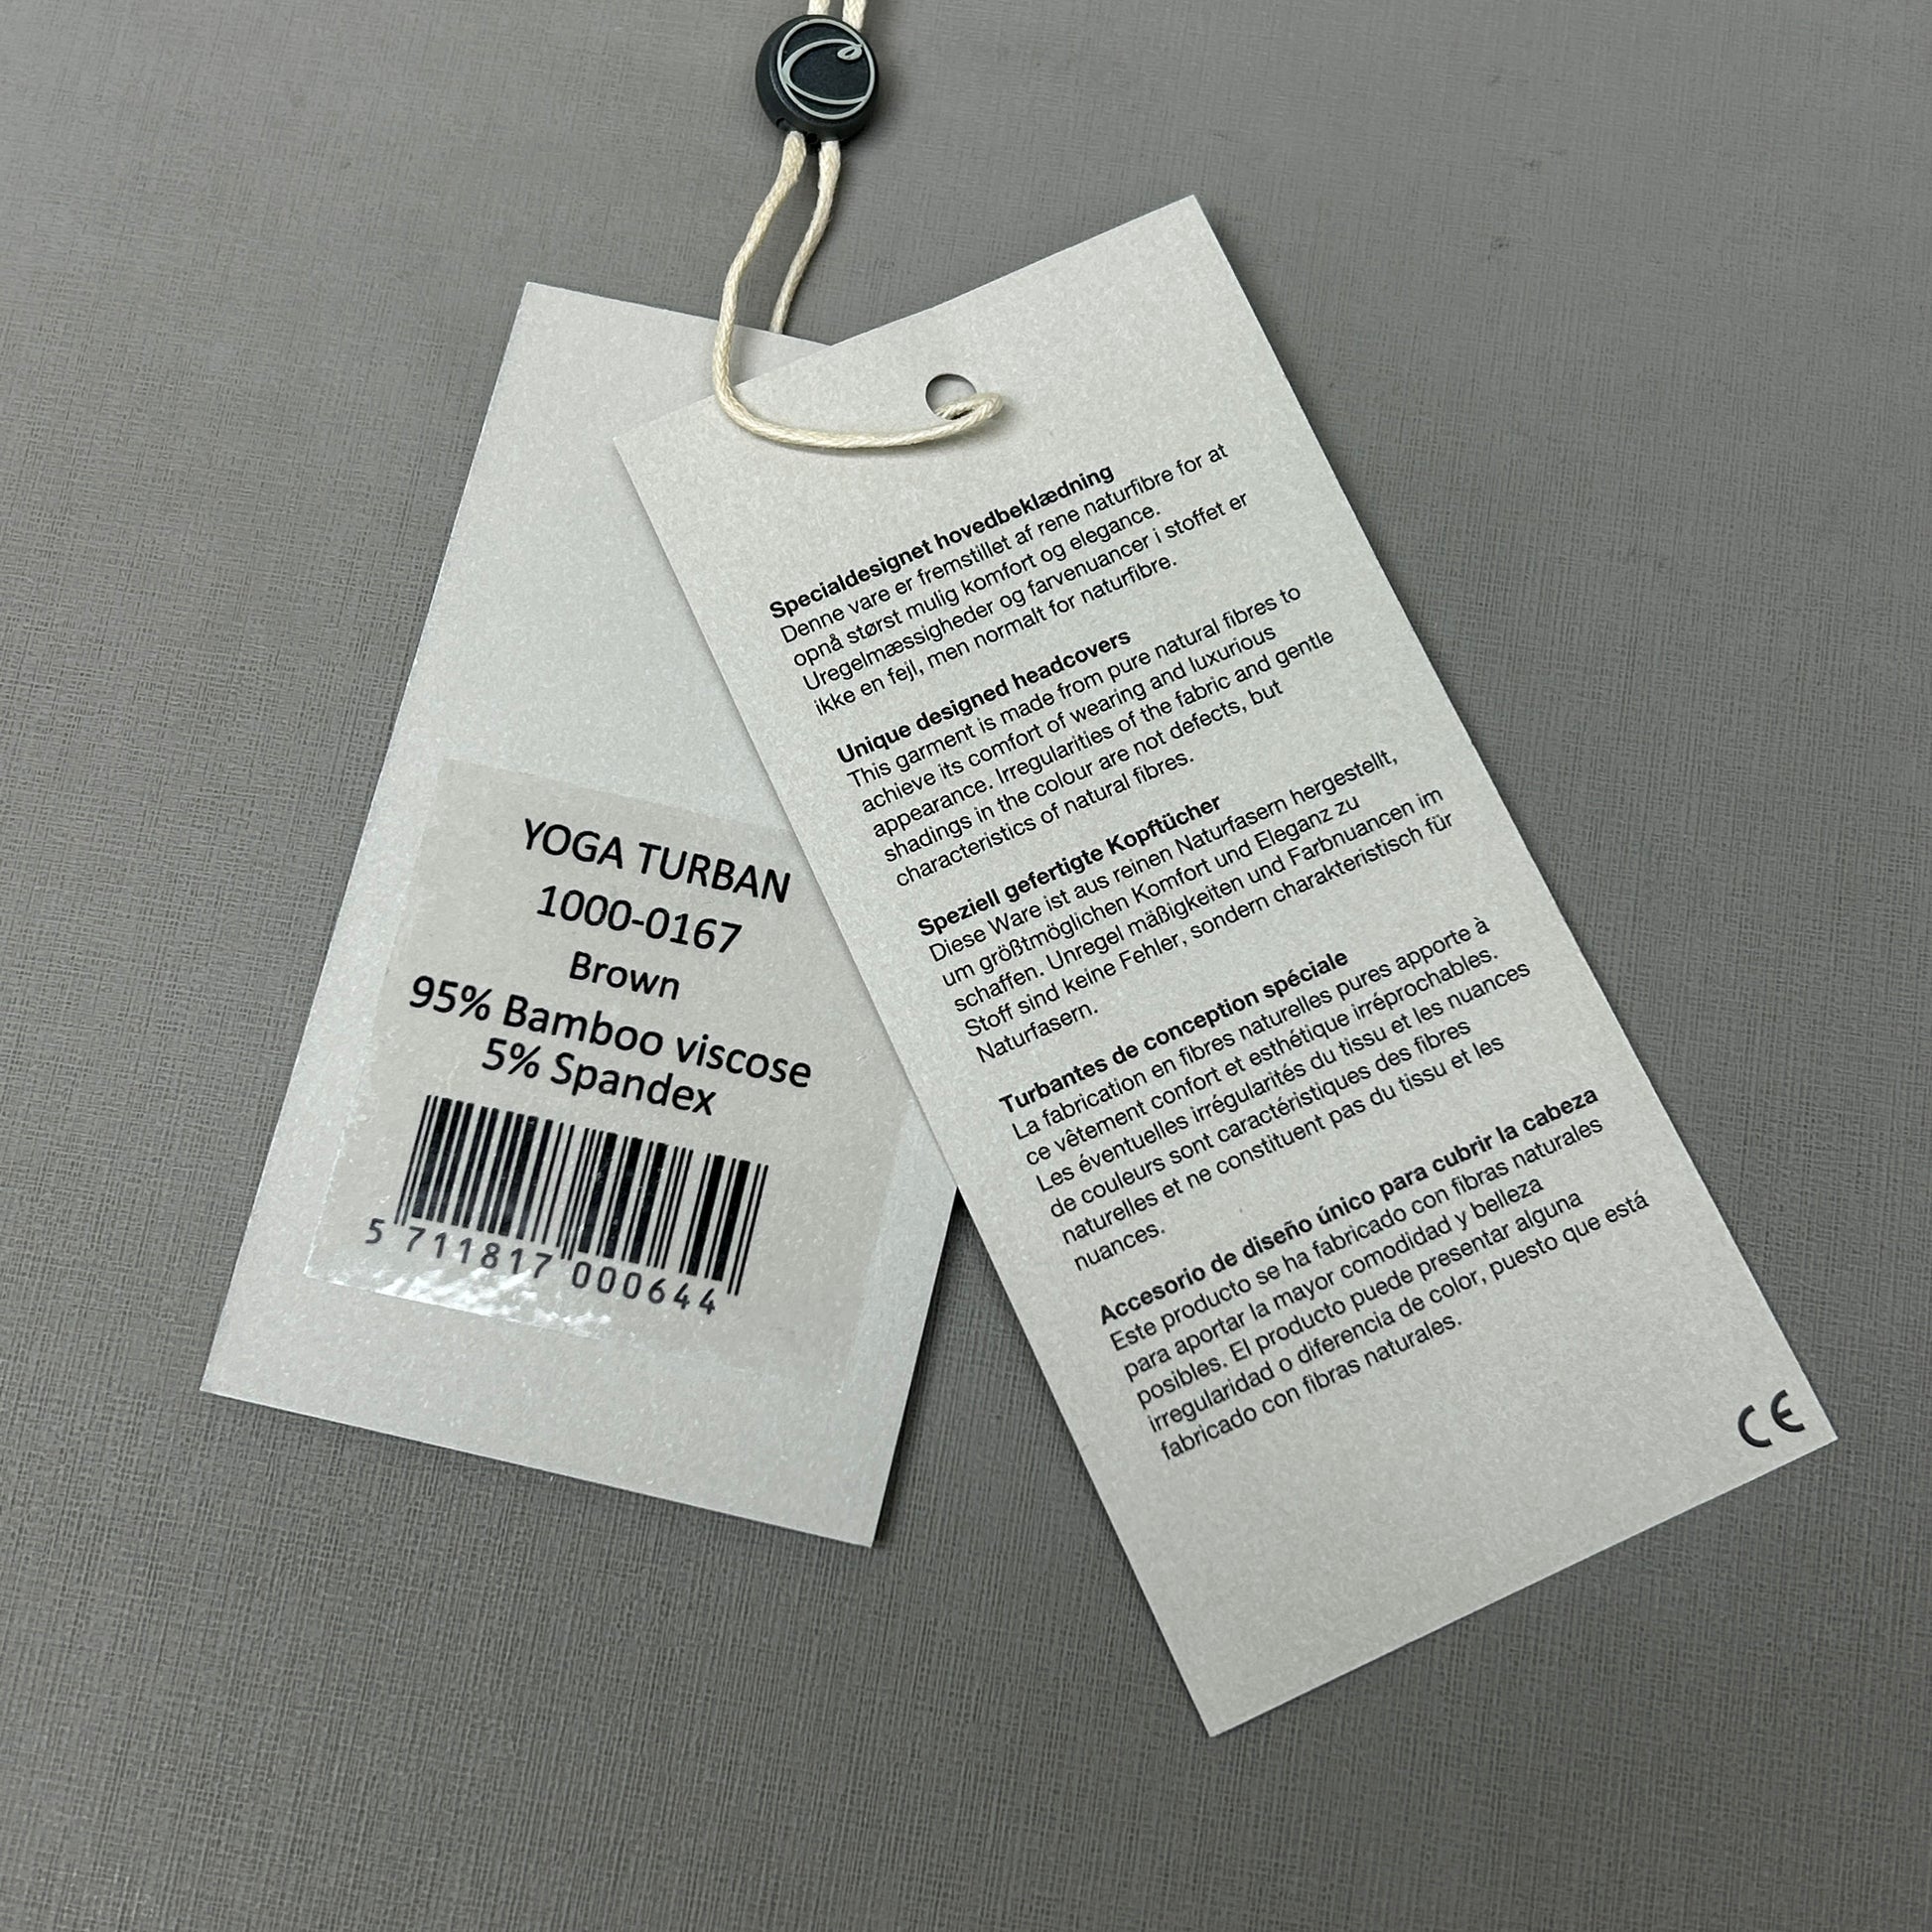 YOGA TURBAN
1000-0167
Brown
95% Bamboo viscose
5% Spandex
5 711817 000644
Specialdesignet hovedbeklædning
Denne vare er fremstillet af rene naturfibre for at
opnå størst mulig komfort og elegance.
Uregelmæssigheder og farvenuancer i stoffet er
ikke en fejl, men normalt for naturfibre.
Unique designed headcovers
This garment is made from pure natural fibres to
achieve its comfort of wearing and luxurious
appearance. Irregularities of the fabric and gentle
shadings in the colour are not defects, but
characteristics of natural fibres.
Speziell gefertigte Kopftücher
Diese Ware ist aus reinen Naturfasern hergestellt,
um größtmöglichen Komfort und Eleganz zu
schaffen. Unregel mäßigkeiten und Farbnuancen im
Stoff sind keine Fehler, sondern charakteristisch für
Naturfasern.
Turbantes de conception spéciale
La fabrication en fibres naturelles pures apporte à
ce vêtement confort et esthétique irréprochables.
Les éventuelles irrégularités du tissu et les nuances
de couleurs sont caractéristiques des fibres
naturelles et ne constituent pas du tissu et les
nuances.
Accesorio de diseño único para cubrir la cabeza
Este producto se ha fabricado con fibras naturales
para aportar la mayor comodidad y belleza
posibles. El producto puede presentar alguna
irregularidad o diferencia de color, puesto que está
fabricado con fibras naturales.
CE